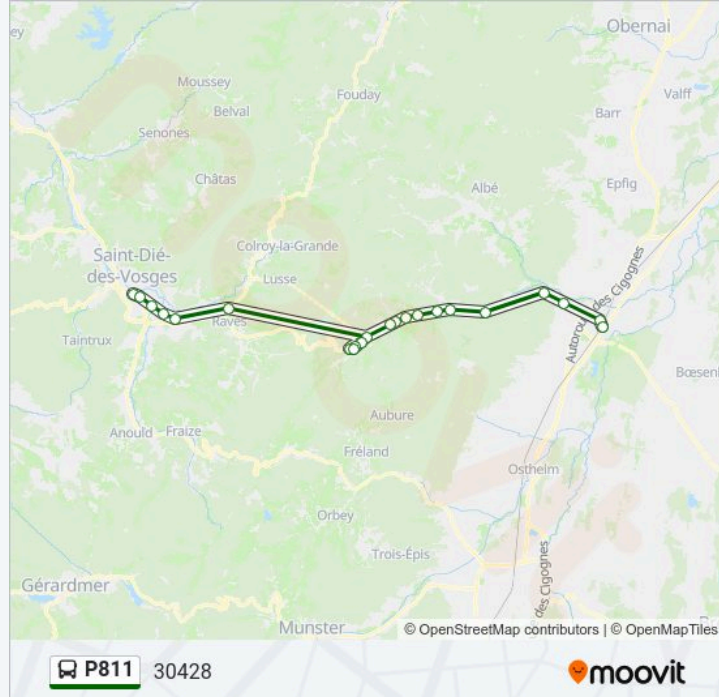 ey
Obernai
Moussey
Fouday
Valff
Belval
Barr
Senones
Châtas
Albé
Epfig
Colroy-la-Grande
Saint-Dié-
des-Vosges
Lusse
Autoroute des Cigognes
Raves
Taintrux
Bœsenb
Aubure
Anould
Fraize
Fréland
Ostheim
Orbey
Trois-Épis
des Cigognes
Gérardmer
Munster
© OpenStreetMap contributors | © OpenMapTiles
P811 30428 moovit